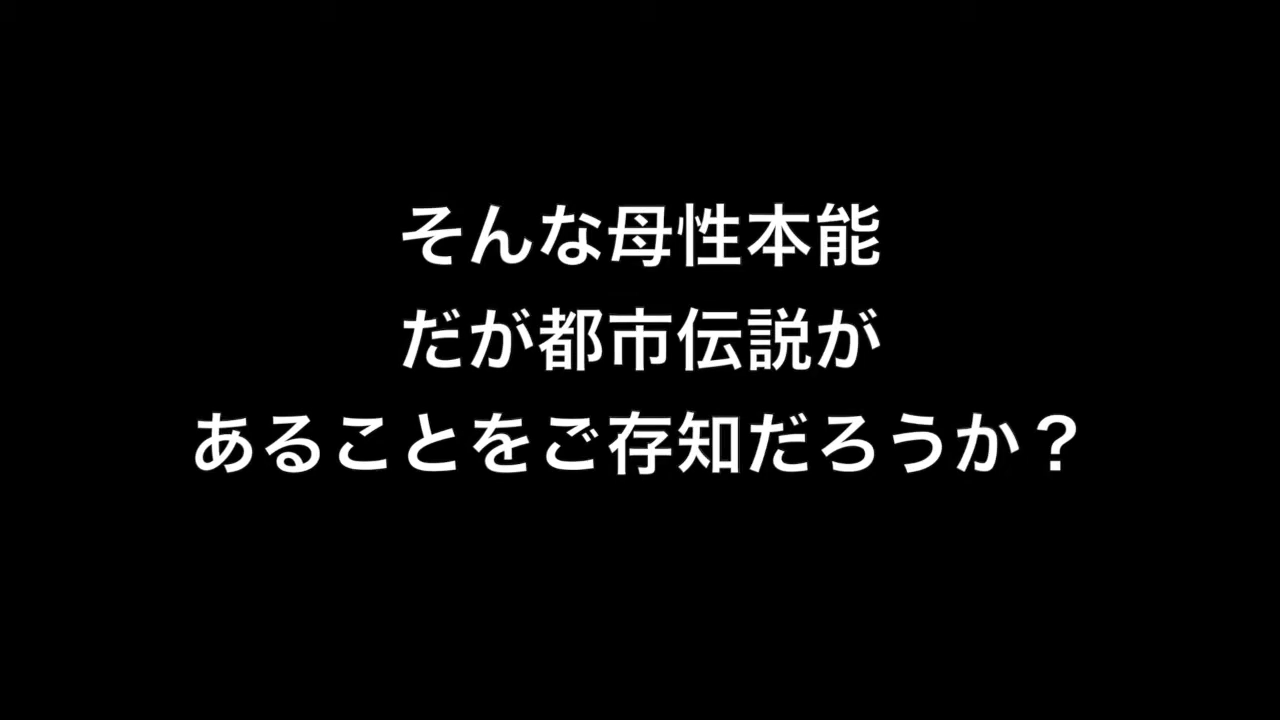 そんな母性本能
だが都市伝説が
あることをご存知だろうか？